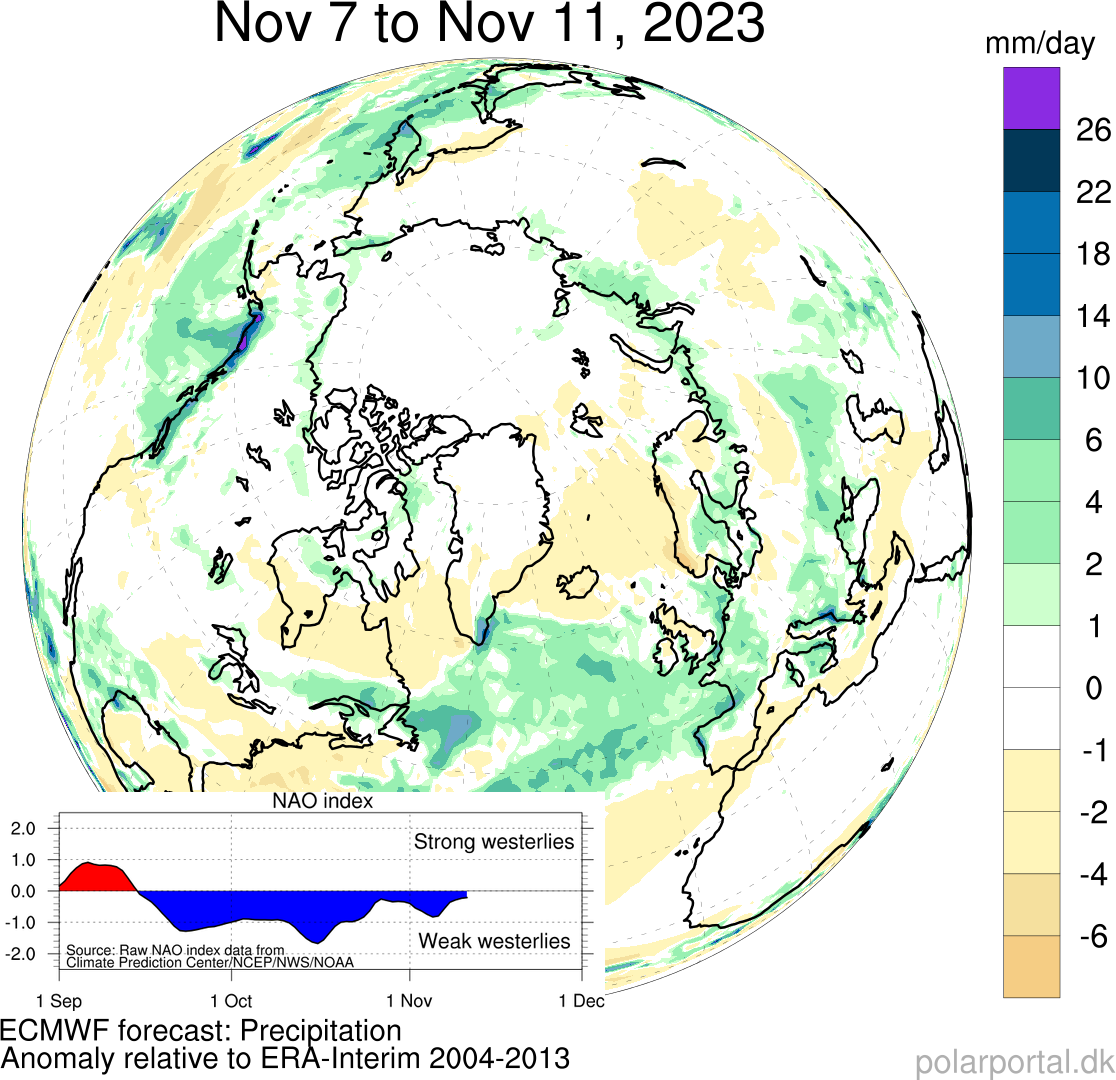 Nov 7 to Nov 11, 2023
mm/day
26
22
18
14
10
6
4
2
1
0
-1
-2
-4
-6
NAO index
2.0
1.0
0.0
-1.0
-2.0
Strong westerlies
Weak westerlies
Source: Raw NAO index data from
Climate Prediction Center/NCEP/NWS/NOAA
1 Sep 1 Oct 1 Nov 1 Dec
ECMWF forecast: Precipitation
Anomaly relative to ERA-Interim 2004-2013
polarportal.dk